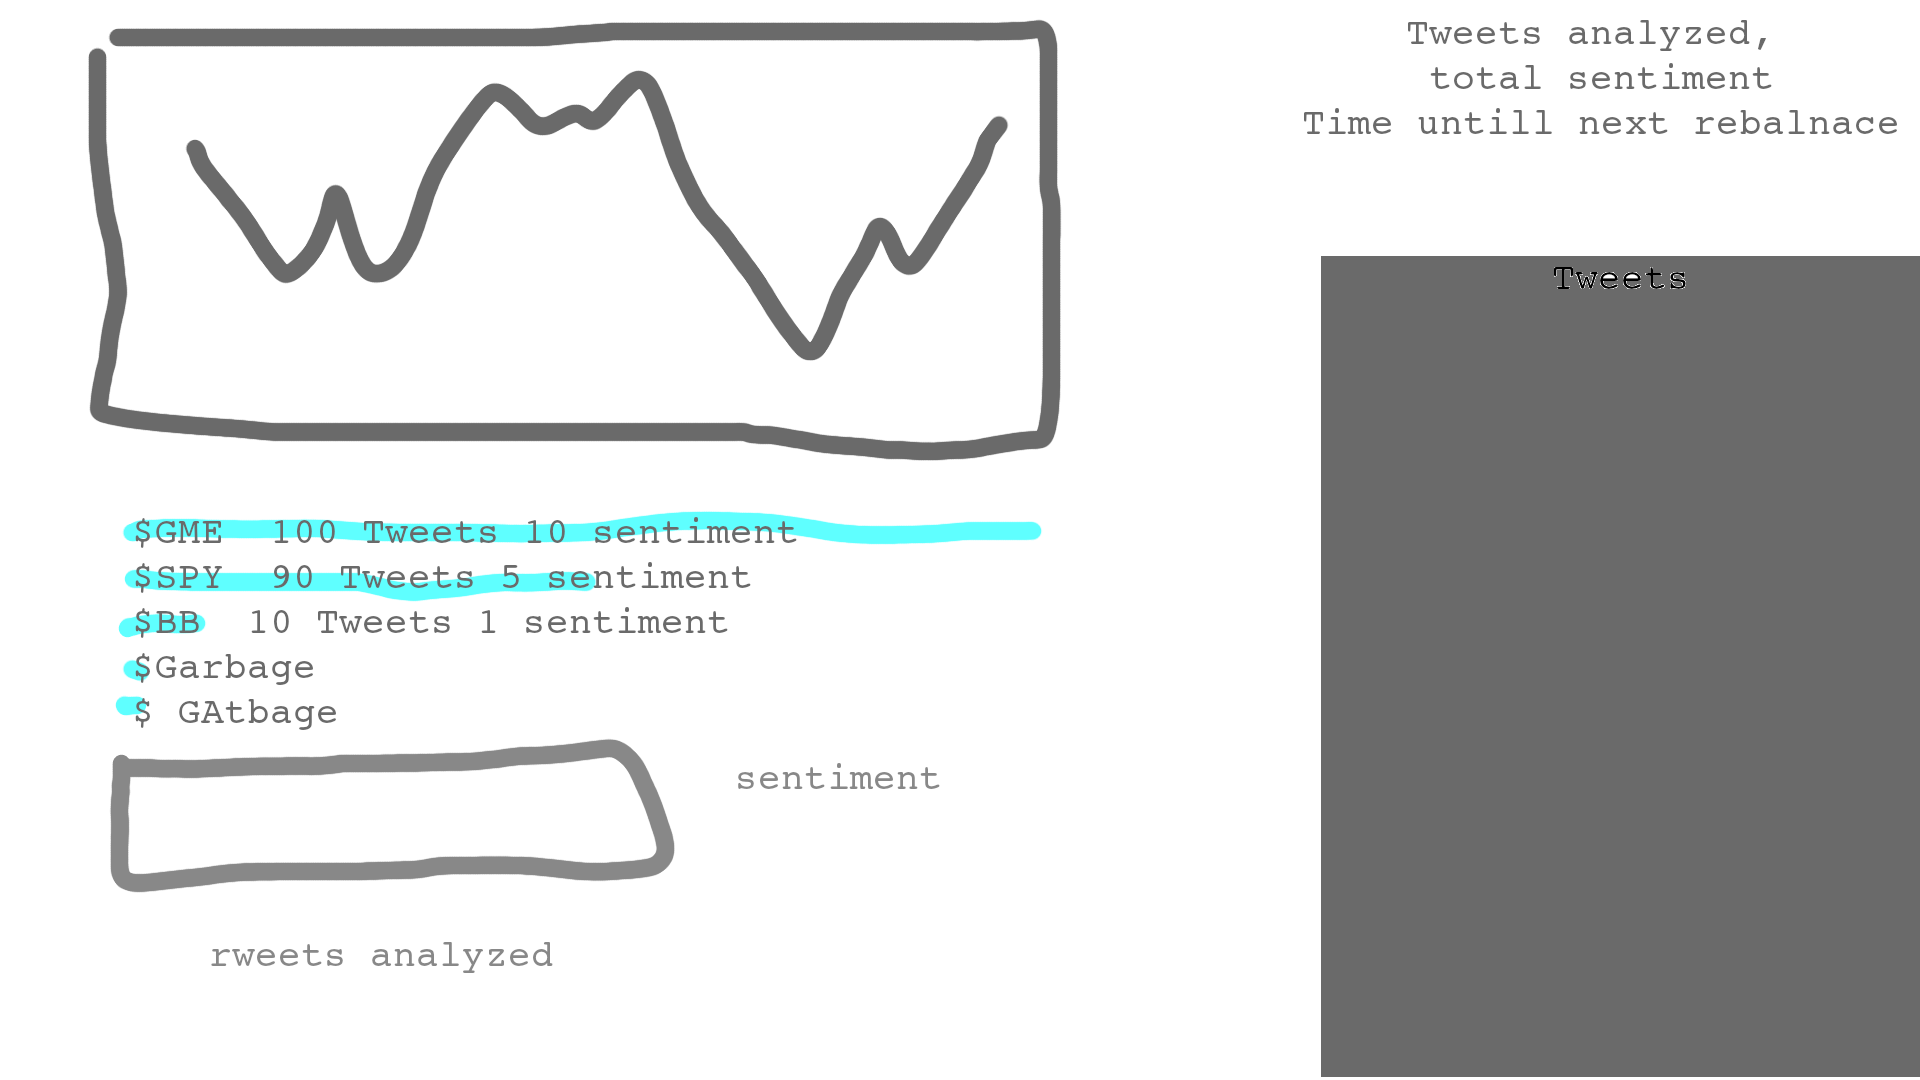 Tweets analyzed,
total sentiment
Time untill next rebalnace
Tweets
$GME 100 Tweets 10 sentiment
$SPY 90 Tweets 5 sentiment
$BB 10 Tweets 1 sentiment
$Garbage
$ GAtbage
sentiment
rweets analyzed